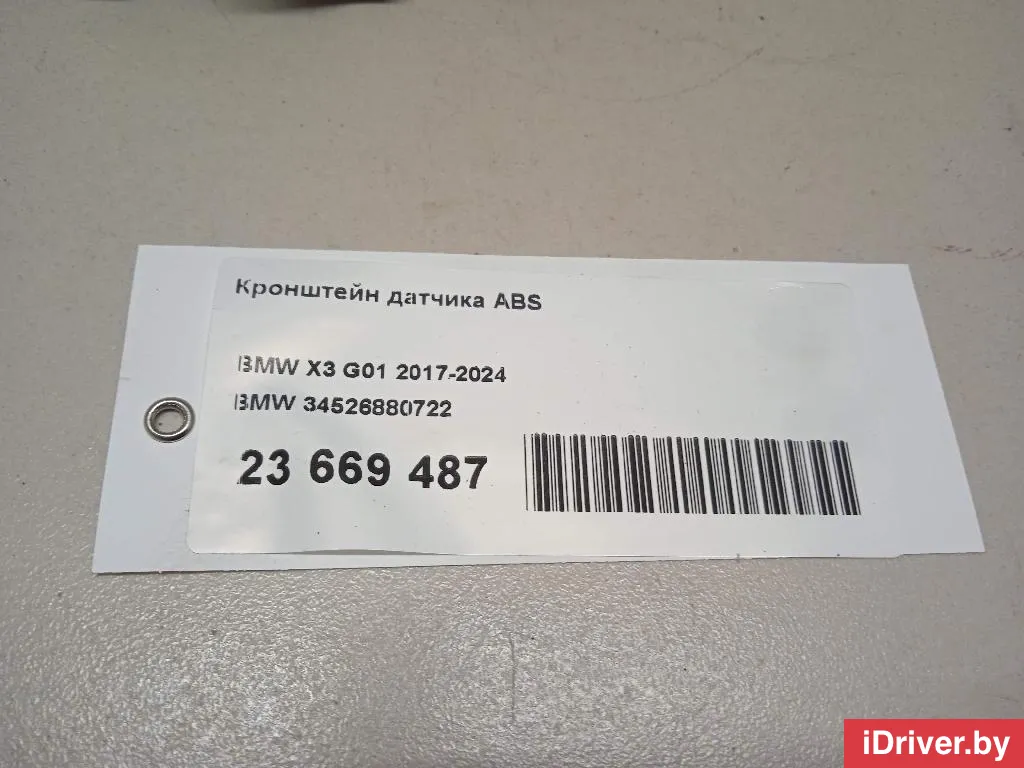 Кронштейн датчика ABS
BMW X3 G01 2017-2024
BMW 34526880722
23 669 487
iDriver.by